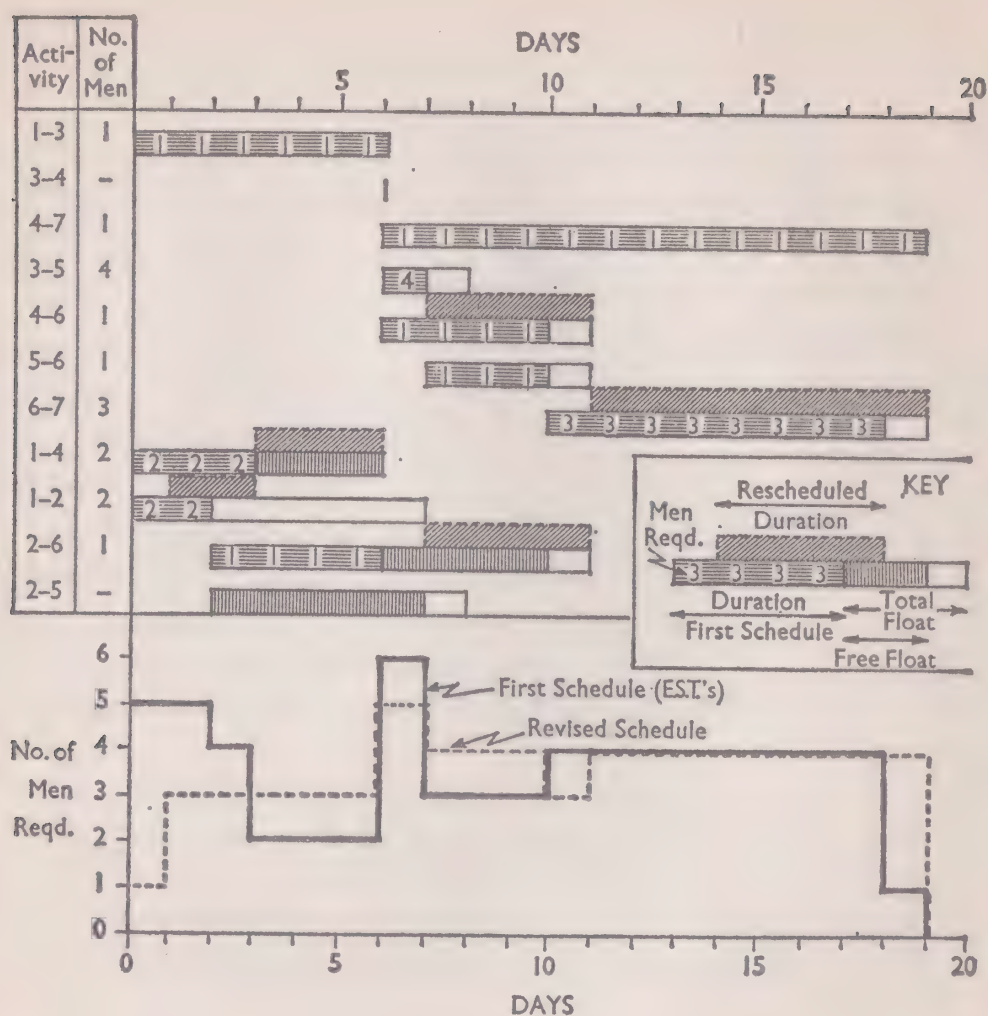 DAYS
5 10 15 20
Acti- No.
vity of
Men
1–3 1
1 1 1 1 1 1
3–4 –
1
4–7 1
1 1 1 1 1 1 1 1 1 1 1 1 1
3–5 4
4
4–6 1
1 1 1 1
5–6 1
1 1 1
6–7 3
3 3 3 3 3 3 3 3
1–4 2
2 2 2
1–2 2
2 2
2–6 1
1 1 1 1
2–5 –
KEY
Rescheduled
Duration
Men
Reqd.
3 3 3 3
Duration
First Schedule
Total
Float
Free Float
No. of
Men
Reqd.
6
5
4
3
2
1
0
First Schedule (E.S.T.'s)
Revised Schedule
0 5 10 15 20
DAYS